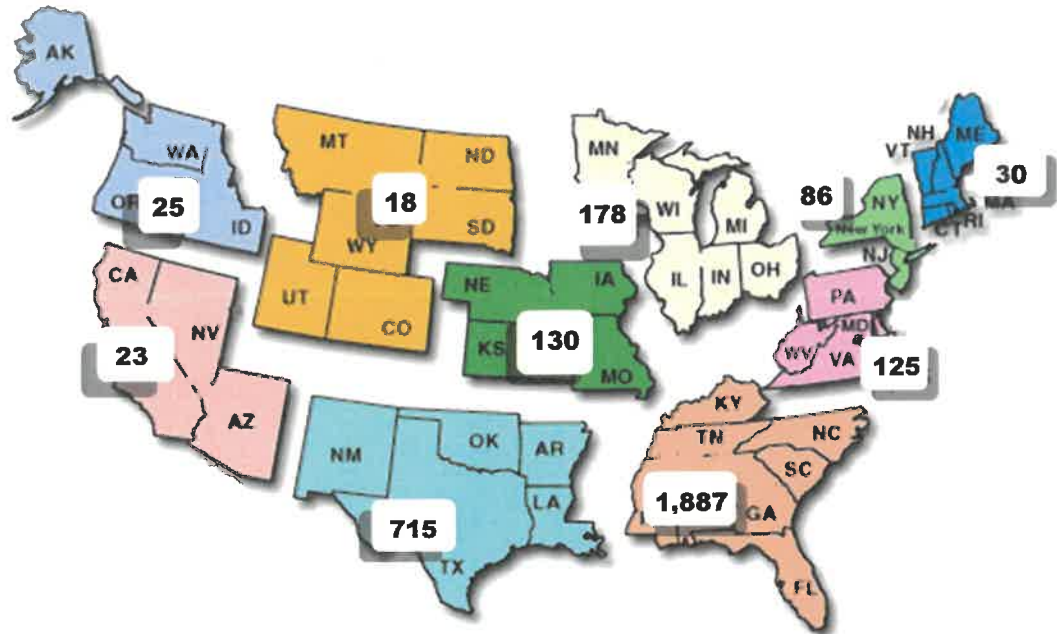 AK
WA
OR
25
ID
MT
ND
18
SD
WY
UT
CO
CA
NV
23
AZ
NE
IA
130
KS
MO
MN
178
WI
MI
IL
IN
OH
NH
ME
VT
30
MA
RI
CT
86
NY
New York
NJ
PA
MD
WV
VA
125
NM
OK
AR
LA
715
TX
KY
TN
NC
SC
1,887
GA
FL